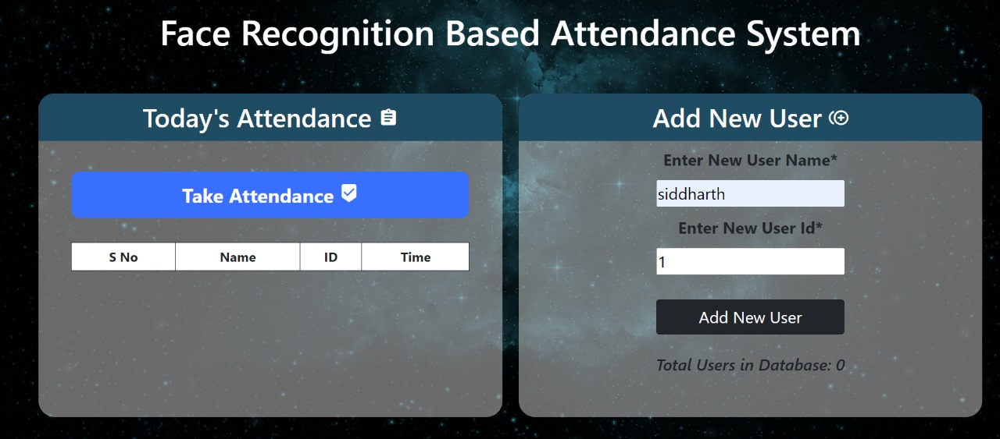 Face Recognition Based Attendance System
Today's Attendance
Take Attendance
S No Name ID Time
Add New User
Enter New User Name*
siddharth
Enter New User Id*
1
Add New User
Total Users in Database: 0